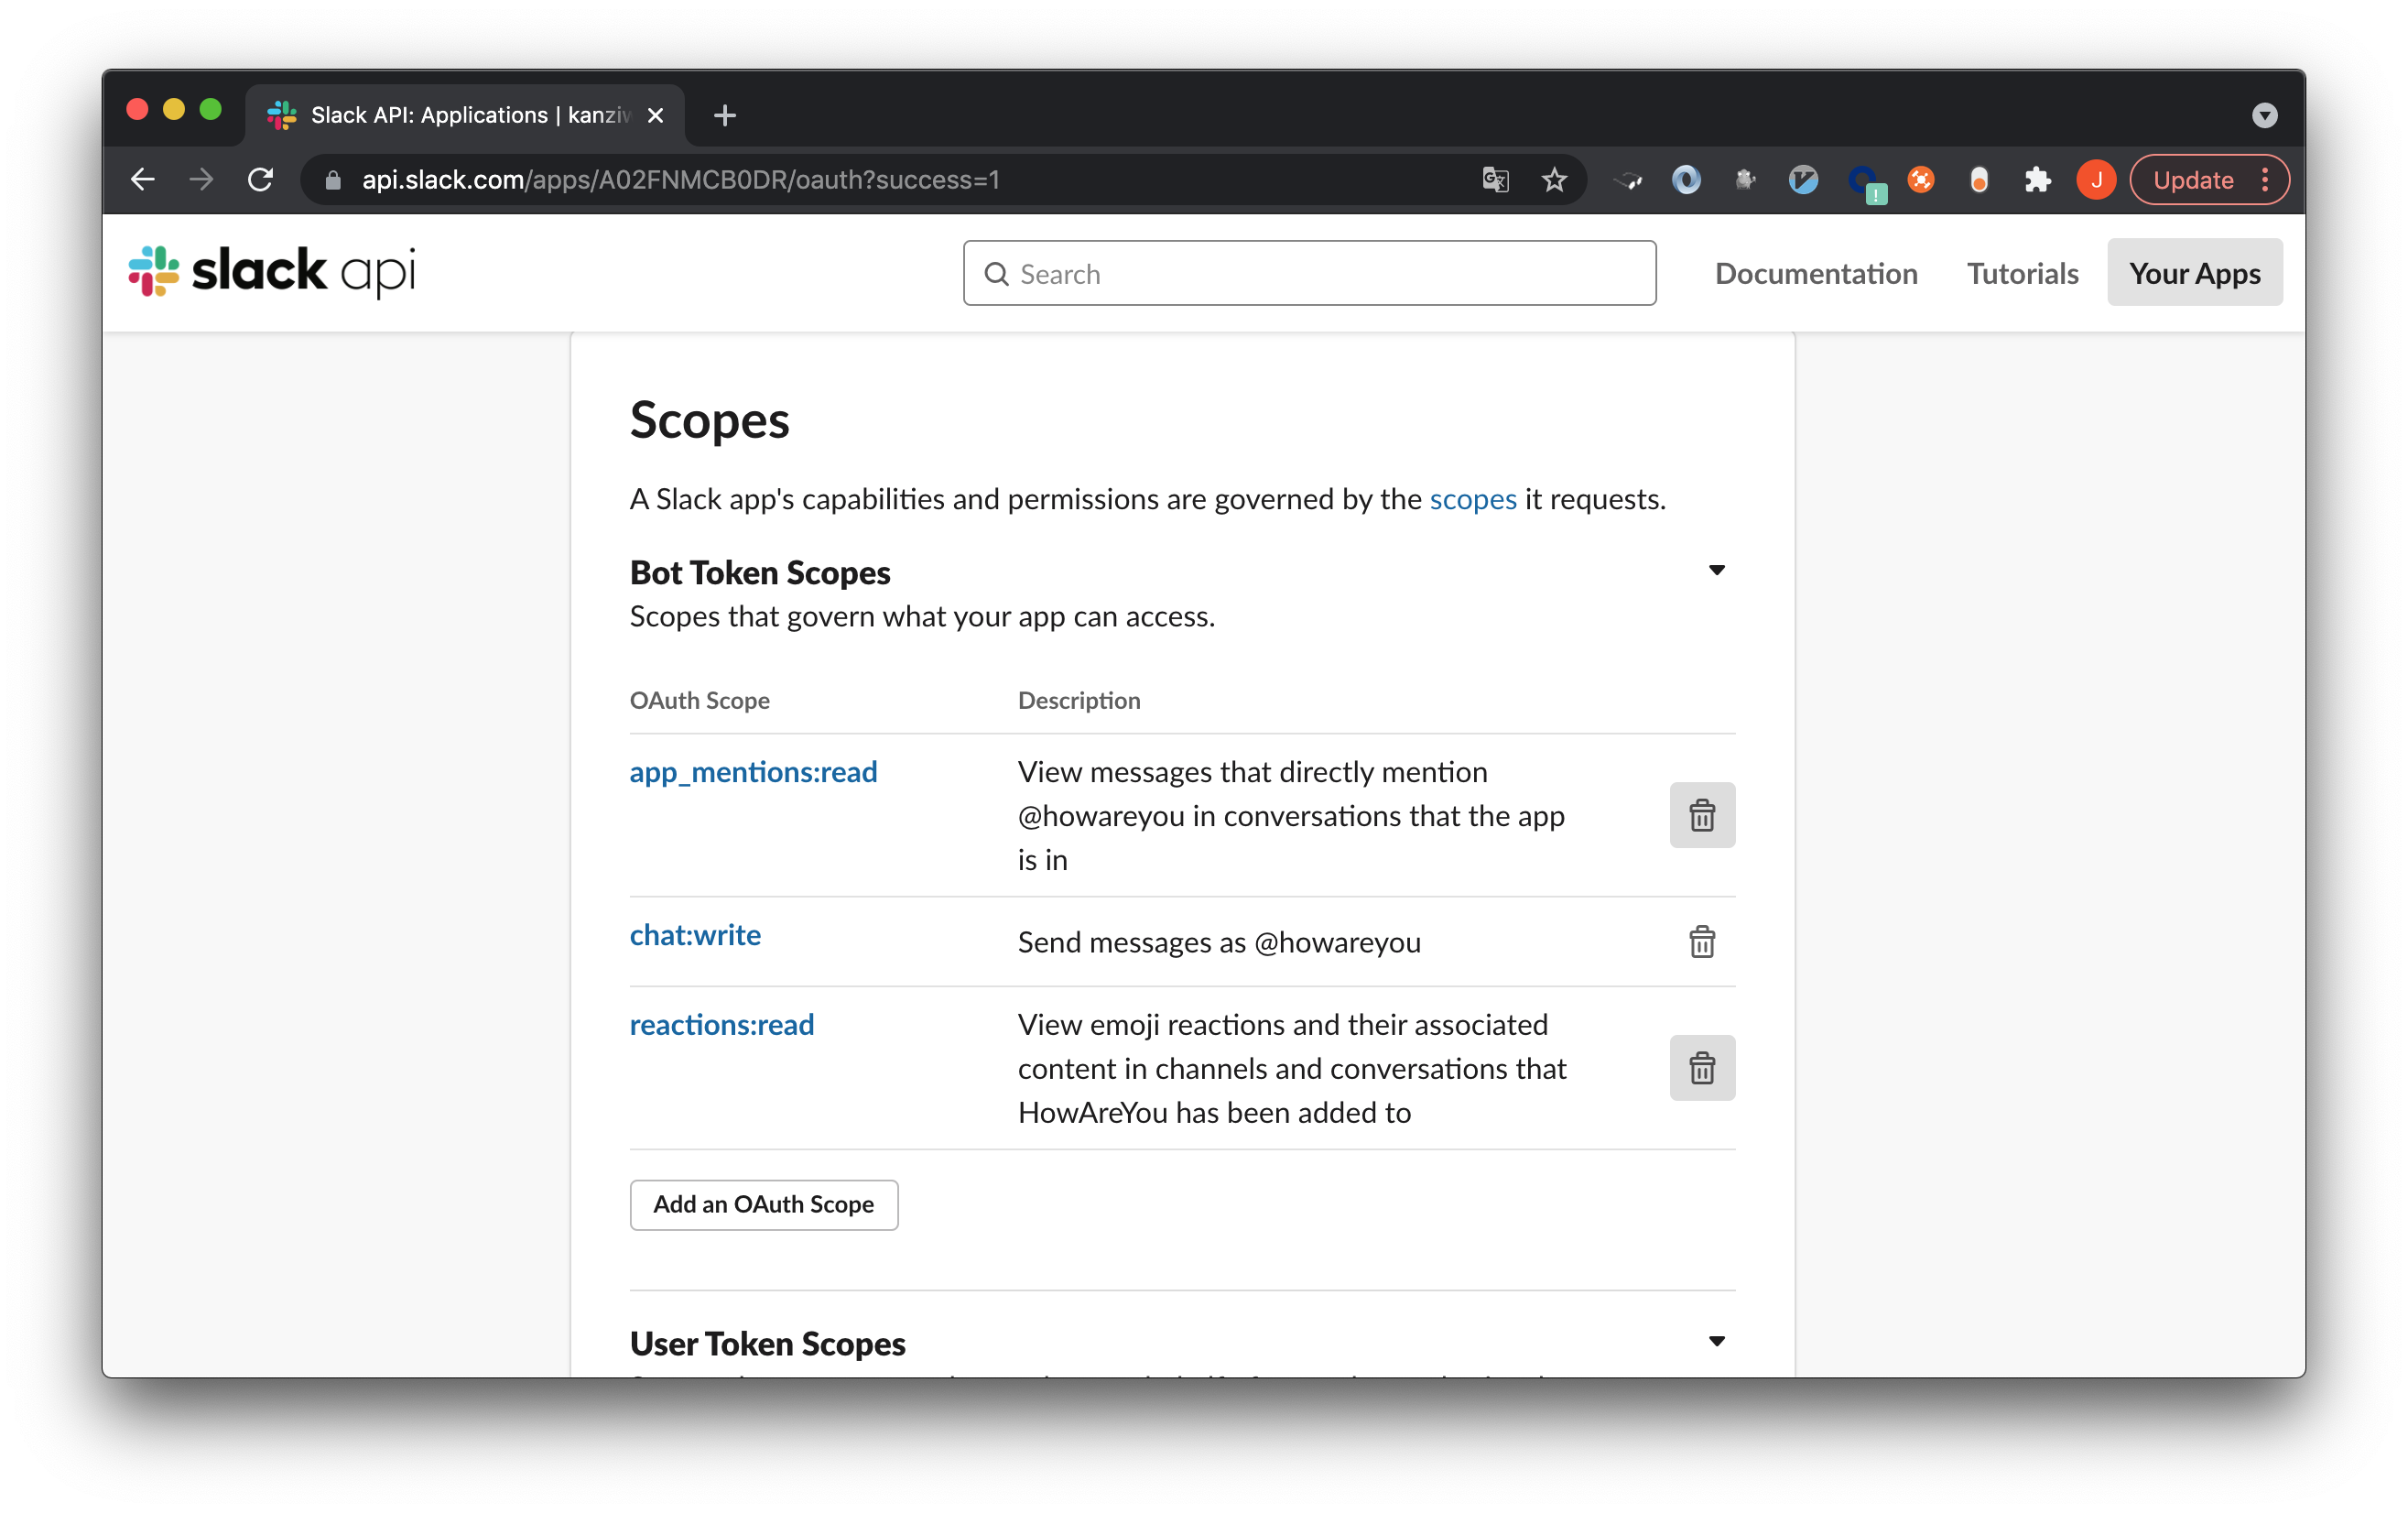 Slack API: Applications | kanziw
api.slack.com/apps/A02FNMCB0DR/oauth?success=1
J
Update
slack api
Search
Documentation
Tutorials
Your Apps
Scopes
A Slack app's capabilities and permissions are governed by the scopes it requests.
Bot Token Scopes
Scopes that govern what your app can access.
OAuth Scope
Description
app_mentions:read
View messages that directly mention
@howareyou in conversations that the app
is in
chat:write
Send messages as @howareyou
reactions:read
View emoji reactions and their associated
content in channels and conversations that
HowAreYou has been added to
Add an OAuth Scope
User Token Scopes